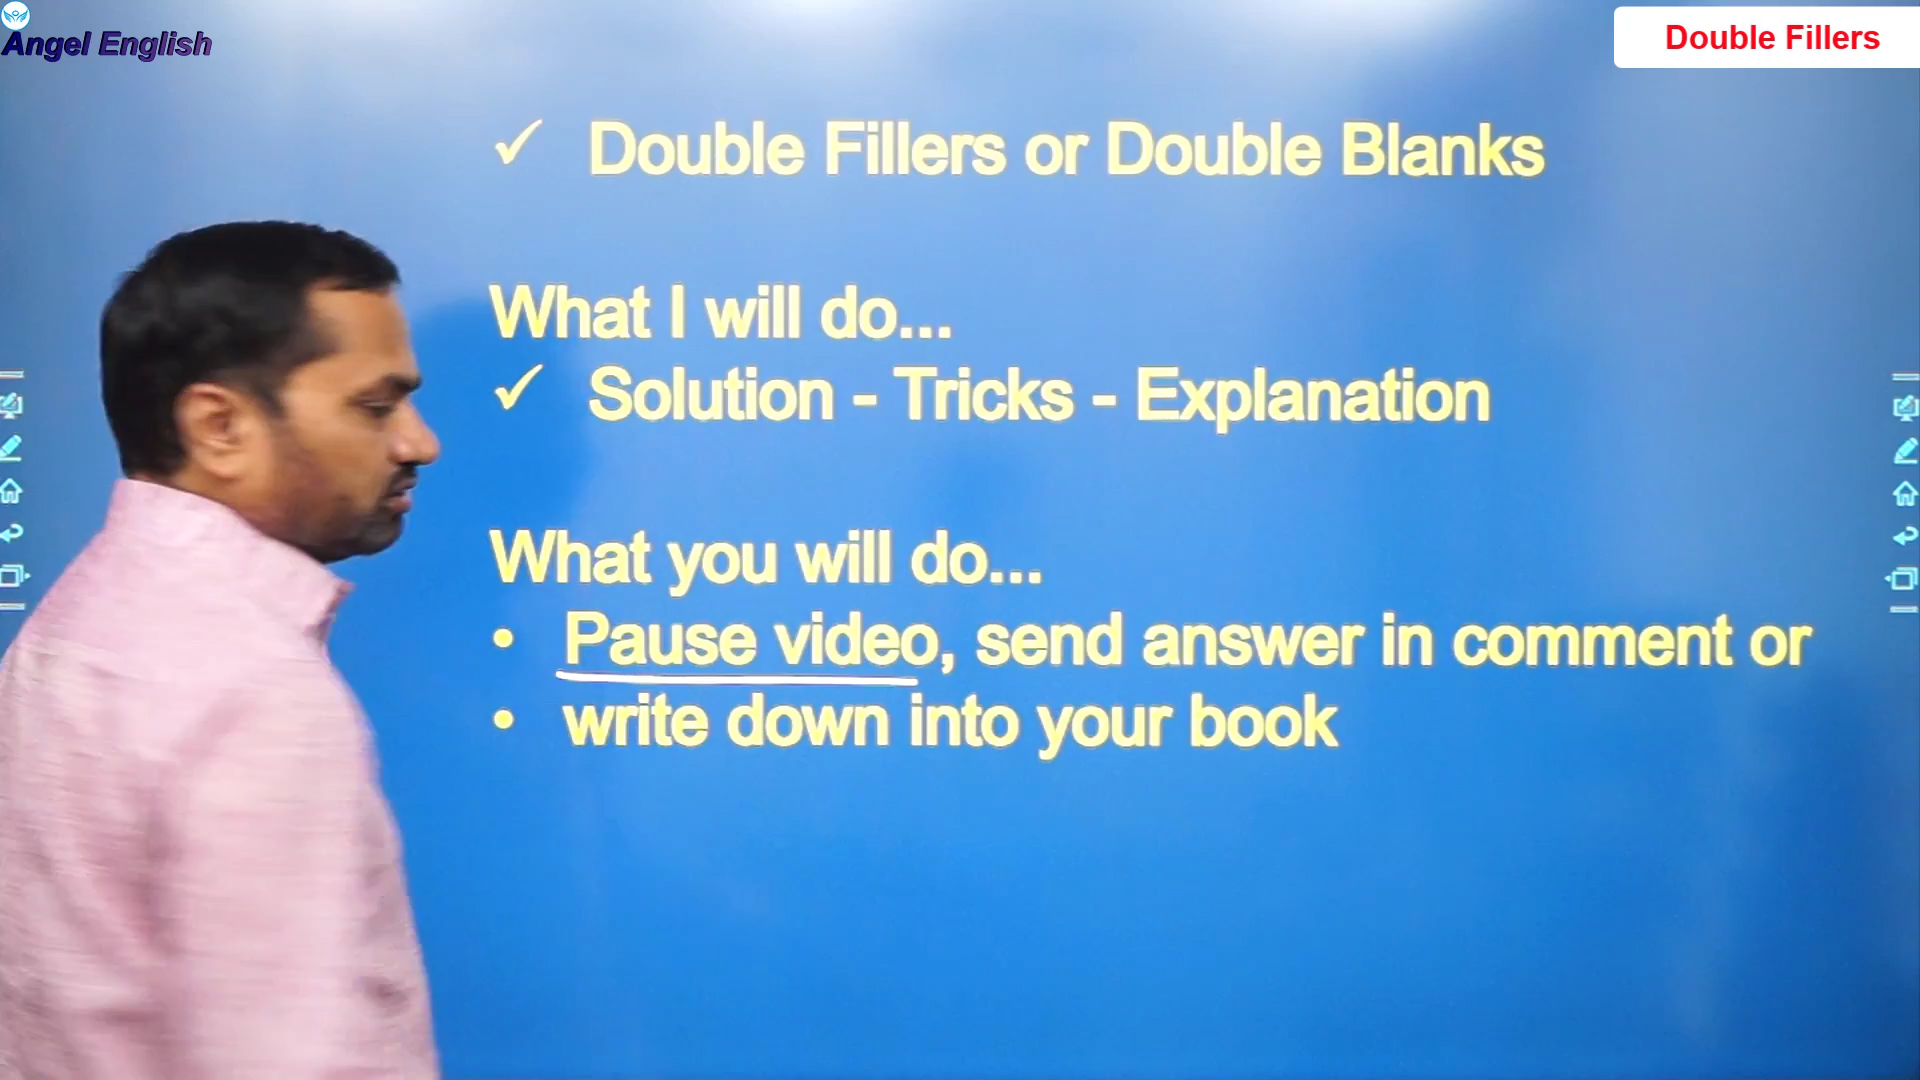 Angel English
Double Fillers
✓ Double Fillers or Double Blanks
What I will do...
✓ Solution - Tricks - Explanation
What you will do...
• Pause video, send answer in comment or
• write down into your book